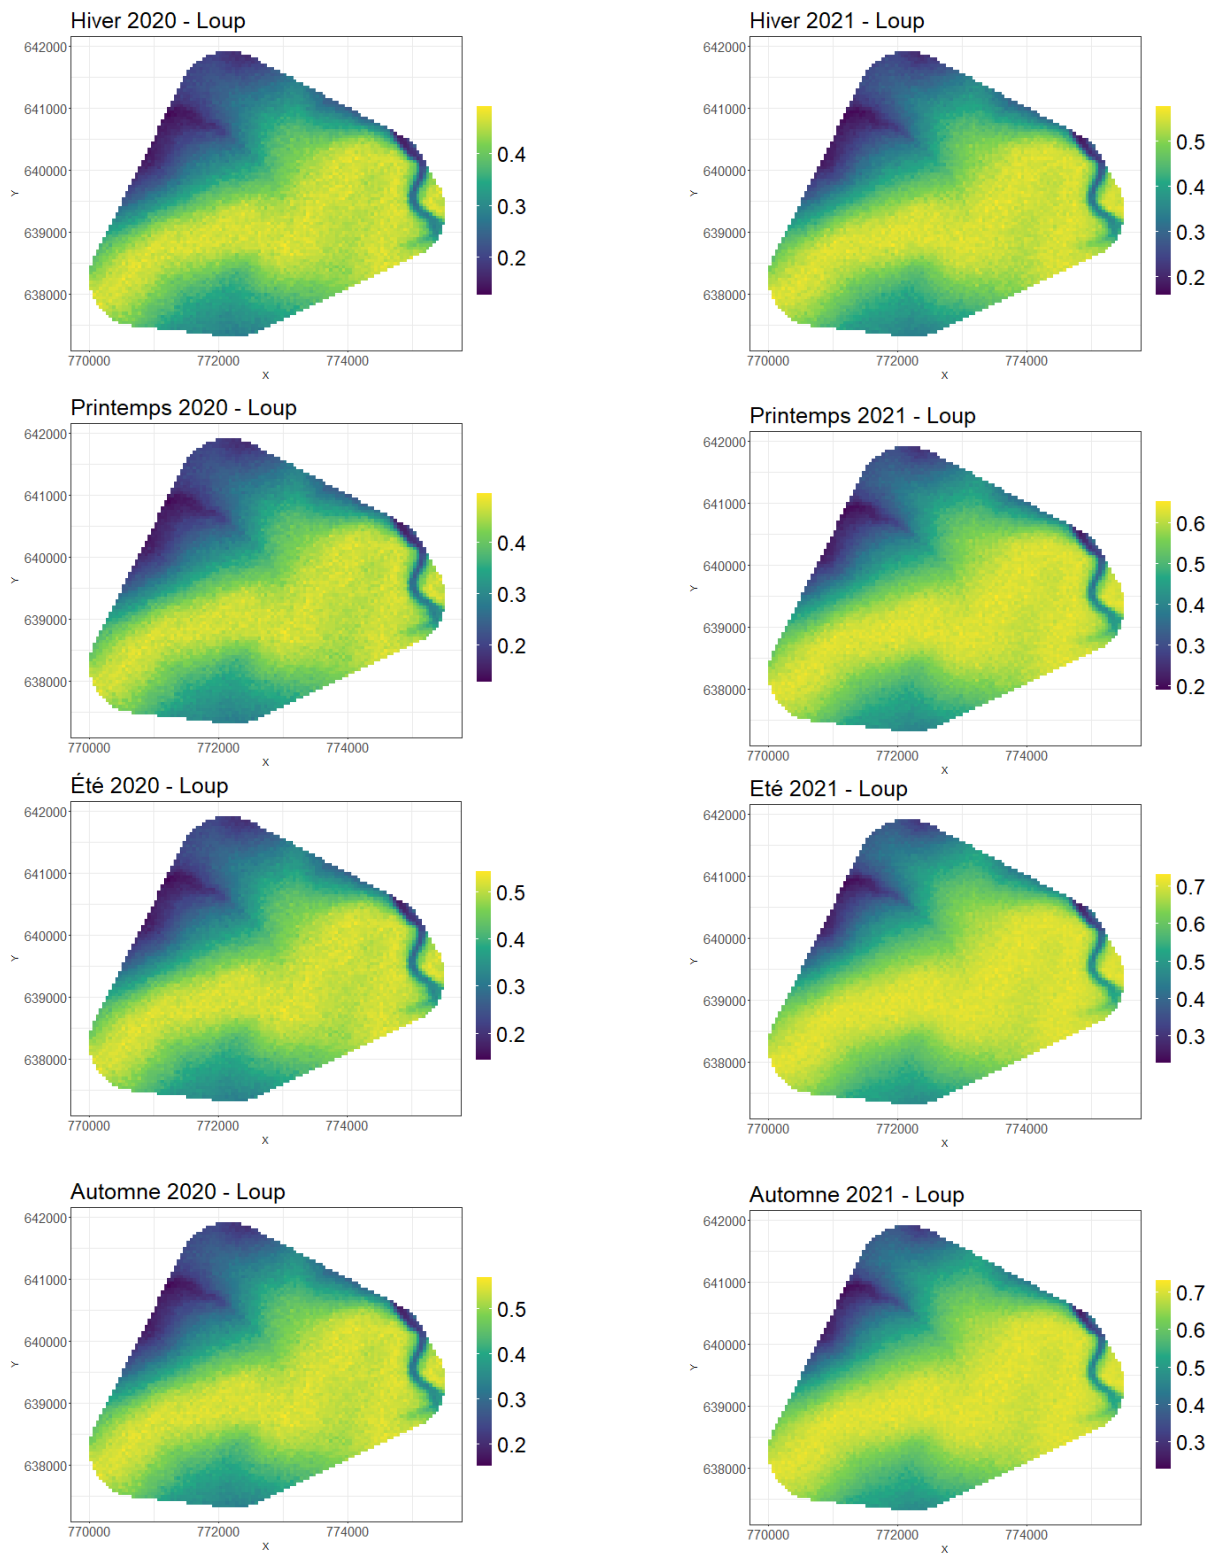 Hiver 2020 - Loup
642000
641000
640000
639000
638000
Y
770000 772000 774000
X
0.4
0.3
0.2
Hiver 2021 - Loup
642000
641000
640000
639000
638000
Y
770000 772000 774000
X
0.5
0.4
0.3
0.2
Printemps 2020 - Loup
642000
641000
640000
639000
638000
Y
770000 772000 774000
X
0.4
0.3
0.2
Printemps 2021 - Loup
642000
641000
640000
639000
638000
Y
770000 772000 774000
X
0.6
0.5
0.4
0.3
0.2
Été 2020 - Loup
642000
641000
640000
639000
638000
Y
770000 772000 774000
X
0.5
0.4
0.3
0.2
Eté 2021 - Loup
642000
641000
640000
639000
638000
Y
770000 772000 774000
X
0.7
0.6
0.5
0.4
0.3
Automne 2020 - Loup
642000
641000
640000
639000
638000
Y
770000 772000 774000
X
0.5
0.4
0.3
0.2
Automne 2021 - Loup
642000
641000
640000
639000
638000
Y
770000 772000 774000
X
0.7
0.6
0.5
0.4
0.3